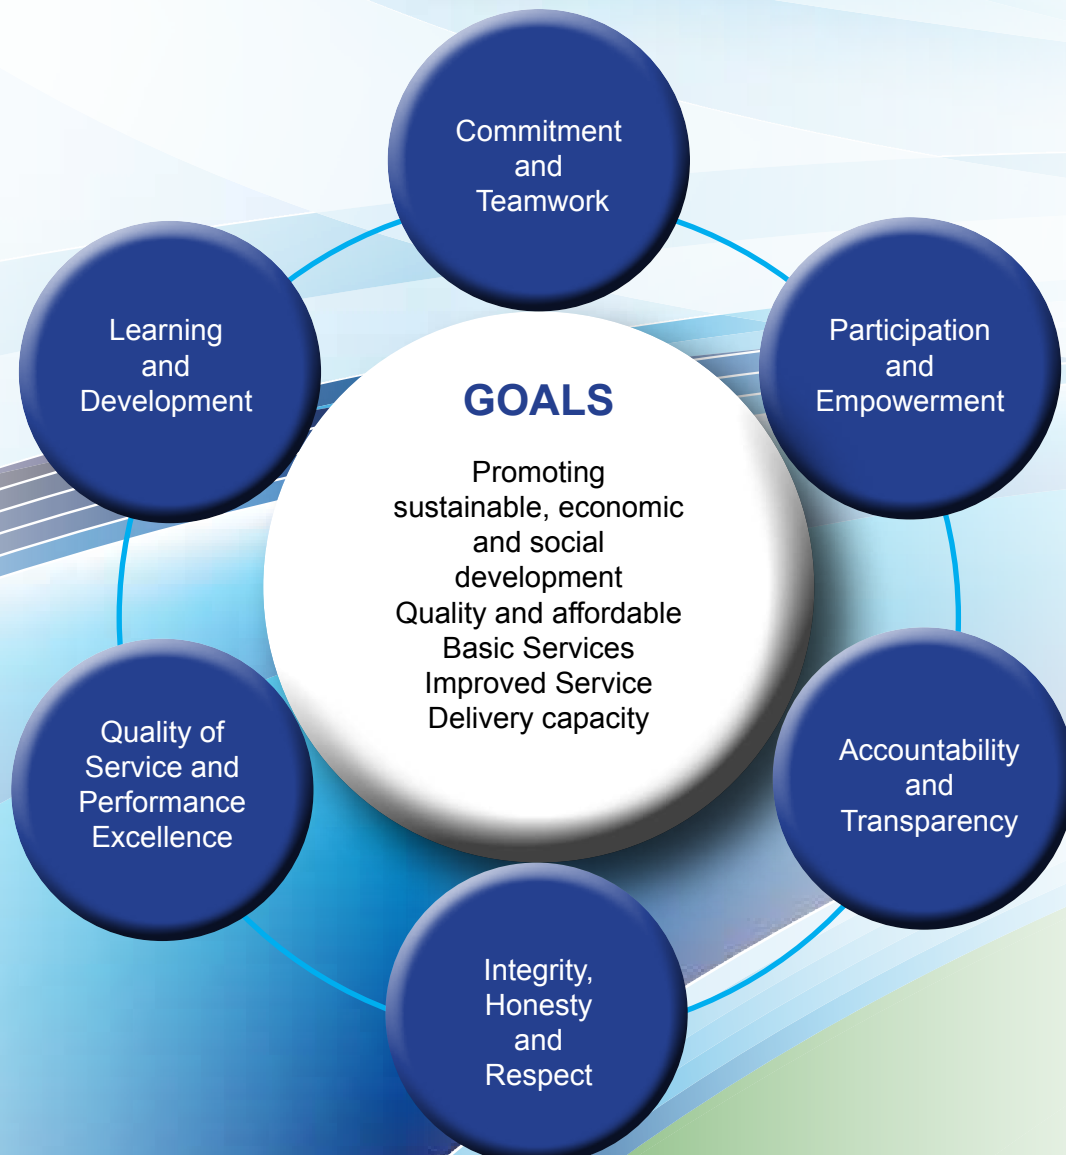 Commitment
and
Teamwork
Participation
and
Empowerment
Accountability
and
Transparency
Integrity,
Honesty
and
Respect
Quality of
Service and
Performance
Excellence
Learning
and
Development
GOALS
Promoting
sustainable, economic
and social
development
Quality and affordable
Basic Services
Improved Service
Delivery capacity